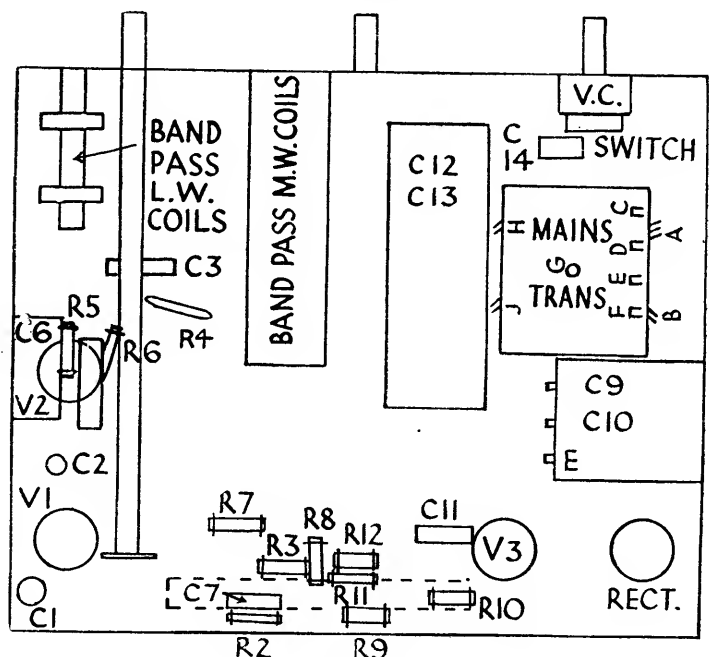 V.C.
C
14
SWITCH
BAND
PASS
L.W.
COILS
BAND PASS M.W.COILS
C12
C13
H
MAINS
C
A
D
G
E
TRANS
J
F
B
C3
R4
R5
C6
R6
V2
C9
C10
E
C2
V1
R7
R8
C11
R12
V3
R3
C7
R11
R10
RECT.
C1
R2
R9